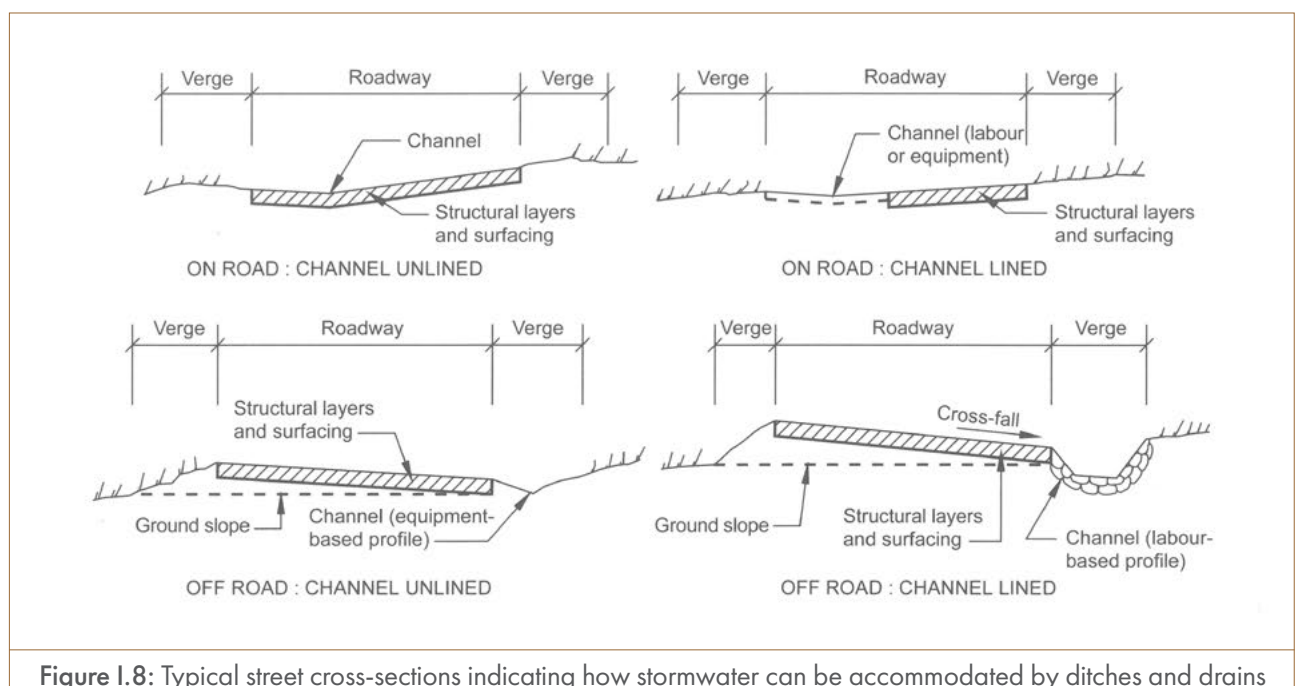 Verge Roadway Verge
Channel
Structural layers
and surfacing
ON ROAD : CHANNEL UNLINED
Verge Roadway Verge
Channel (labour
or equipment)
Structural layers
and surfacing
ON ROAD : CHANNEL LINED
Verge Roadway Verge
Structural layers
and surfacing
Ground slope
Channel (equipment-
based profile)
OFF ROAD : CHANNEL UNLINED
Verge Roadway Verge
Cross-fall
Ground slope
Structural layers
and surfacing
Channel (labour-
based profile)
OFF ROAD : CHANNEL LINED
Figure I.8: Typical street cross-sections indicating how stormwater can be accommodated by ditches and drains